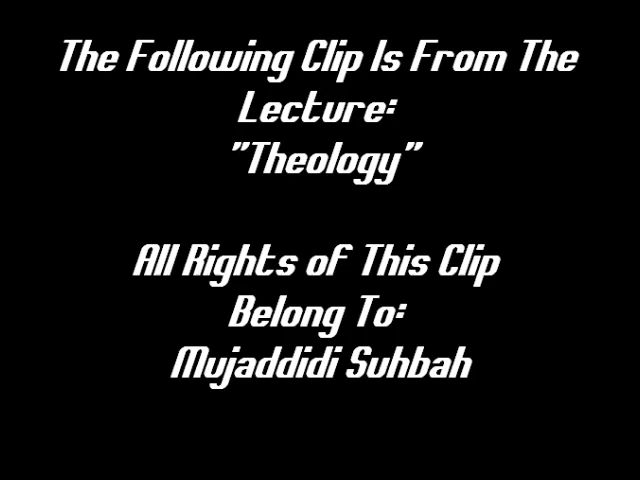 The Following Clip Is From The
Lecture:
"Theology"
All Rights of This Clip
Belong To:
Mujaddidi Suhbah